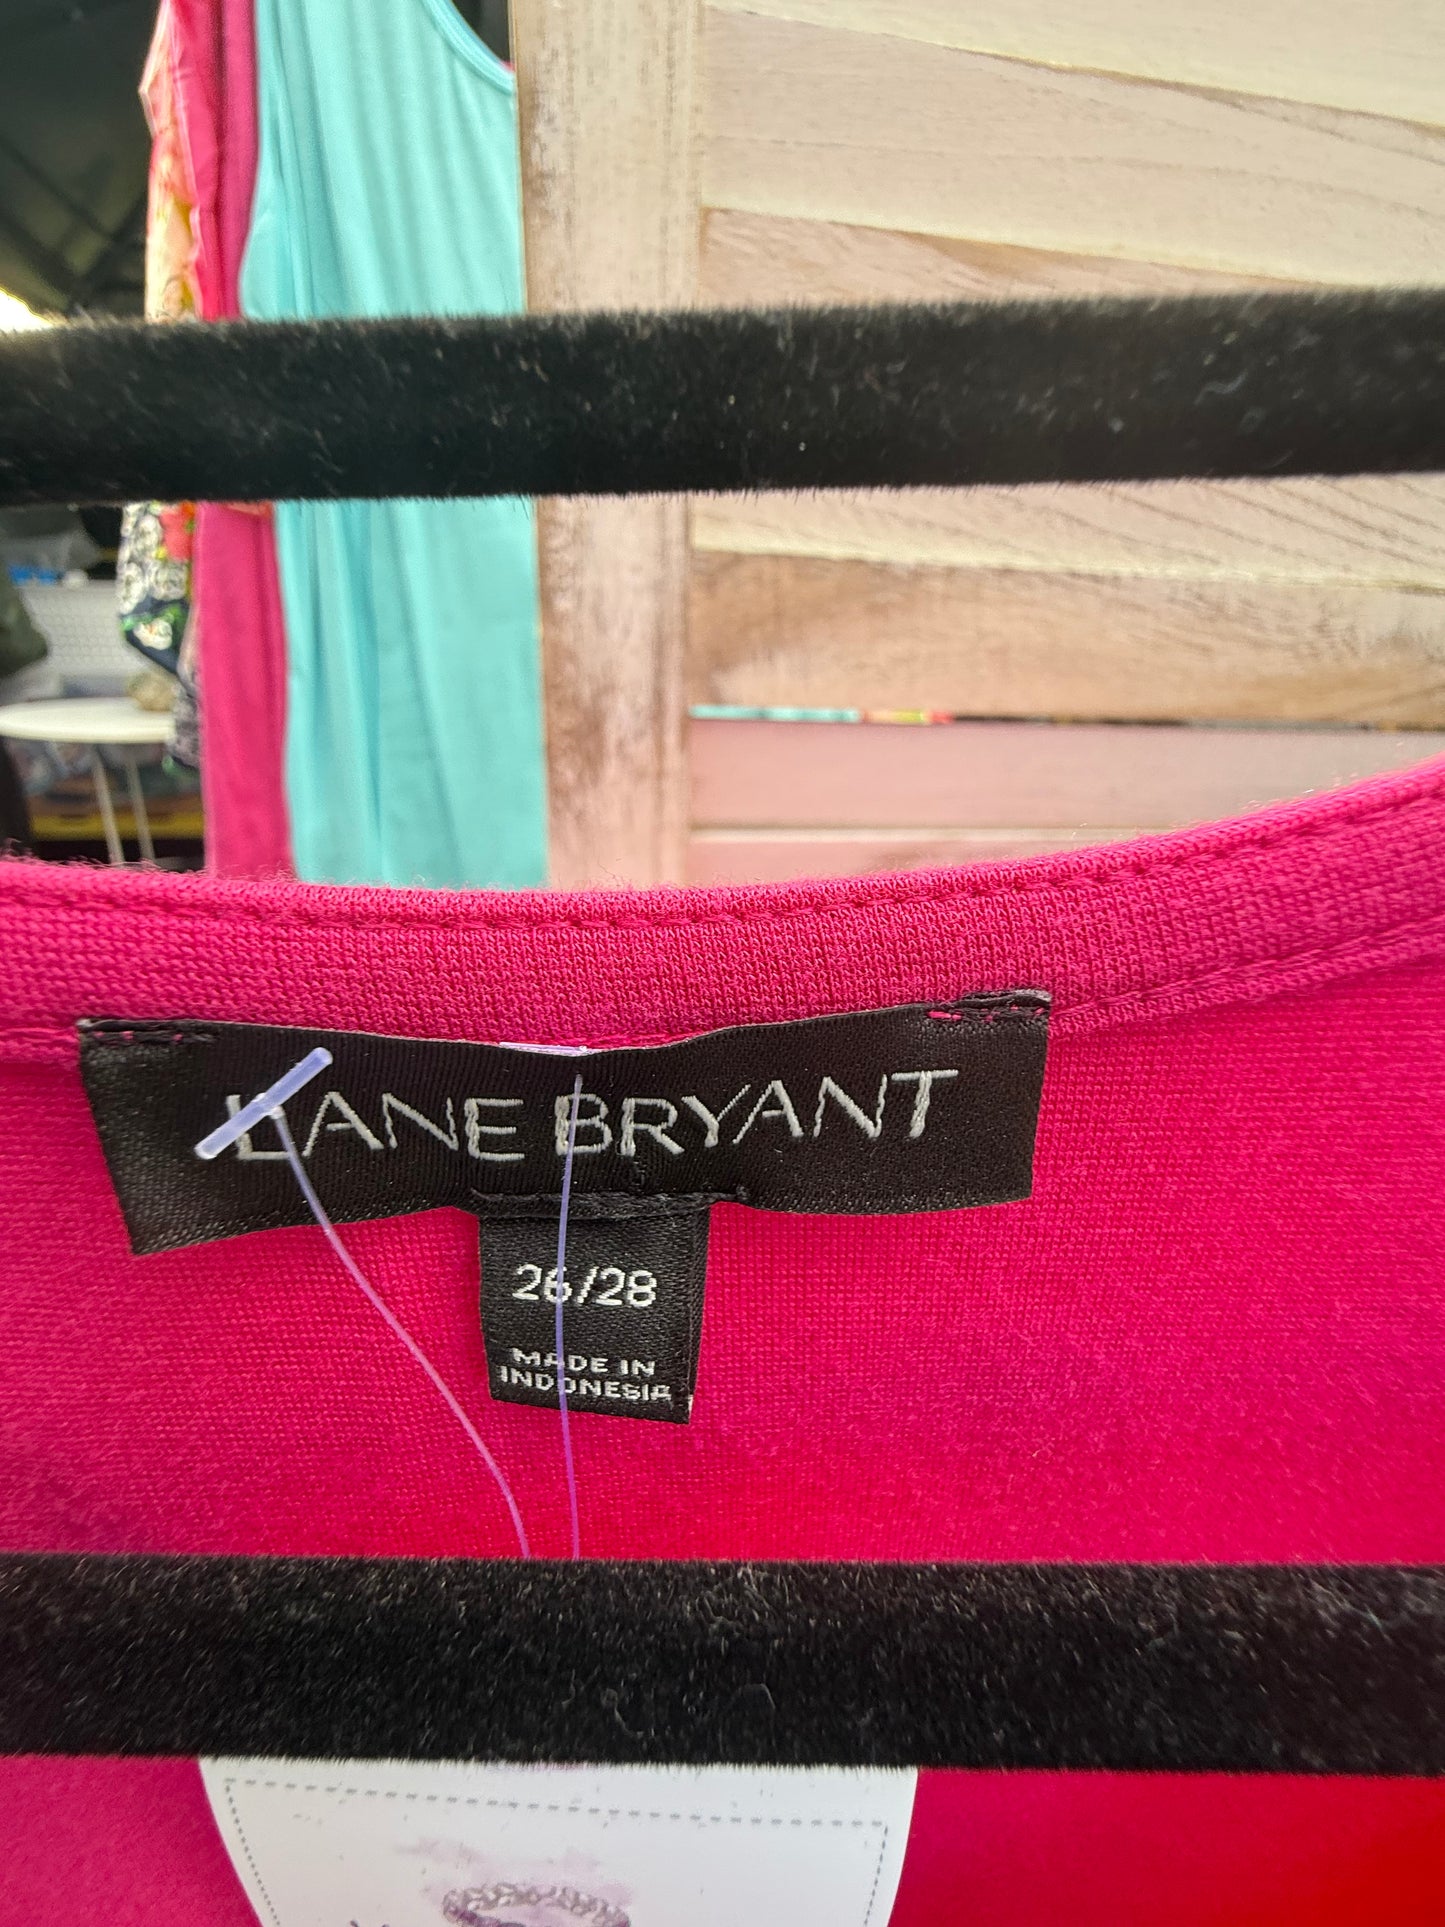 LANE BRYANT
26/28
MADE IN
INDONESIA